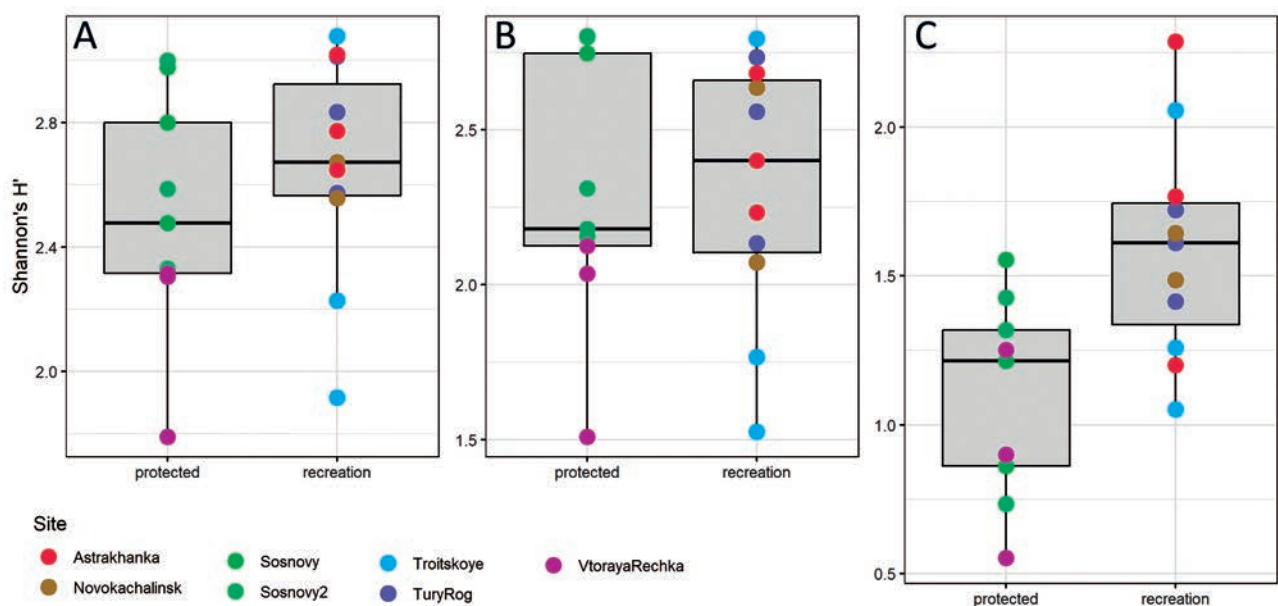 A
B
C
Shannon's H'
2.8
2.4
2.0
protected
recreation
2.5
2.0
1.5
protected
recreation
2.0
1.5
1.0
0.5
protected
recreation
Site
Astrakhanka
Novokachalinsk
Sosnovy
Sosnovy2
Troitskoye
TuryRog
VtorayaRechka